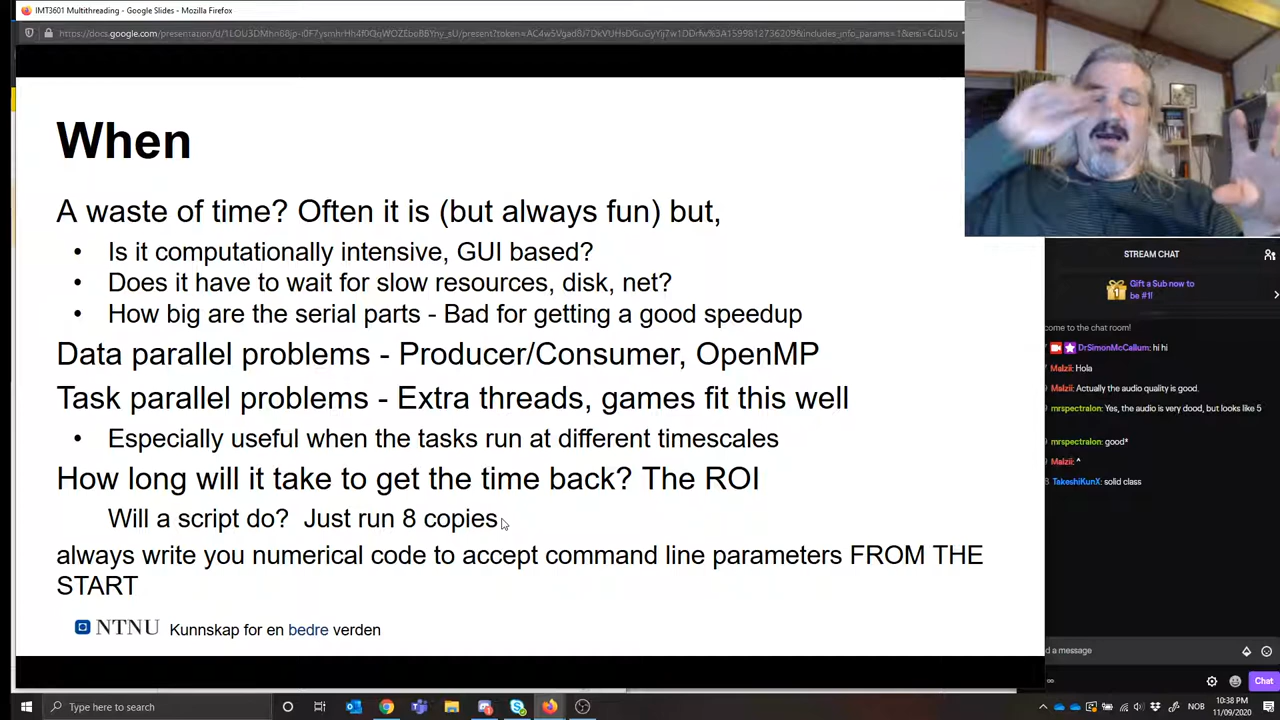 IMT3601 Multithreading - Google Slides - Mozilla Firefox
When
A waste of time? Often it is (but always fun) but,
• Is it computationally intensive, GUI based?
• Does it have to wait for slow resources, disk, net?
• How big are the serial parts - Bad for getting a good speedup
Data parallel problems - Producer/Consumer, OpenMP
Task parallel problems - Extra threads, games fit this well
• Especially useful when the tasks run at different timescales
How long will it take to get the time back? The ROI
Will a script do? Just run 8 copies
always write you numerical code to accept command line parameters FROM THE
START
NTNU Kunnskap for en bedre verden
STREAM CHAT
Gift a Sub now to
be #1!
come to the chat room!
DrSimonMcCallum: hi hi
Malzii: Hola
Malzii: Actually the audio quality is good.
mrspectralon: Yes, the audio is very dood, but looks like 5
mrspectralon: good*
Malzii: ^
TakeshiKunX: solid class
d a message
Chat
Type here to search
NOB
10:38 PM
11/09/2020